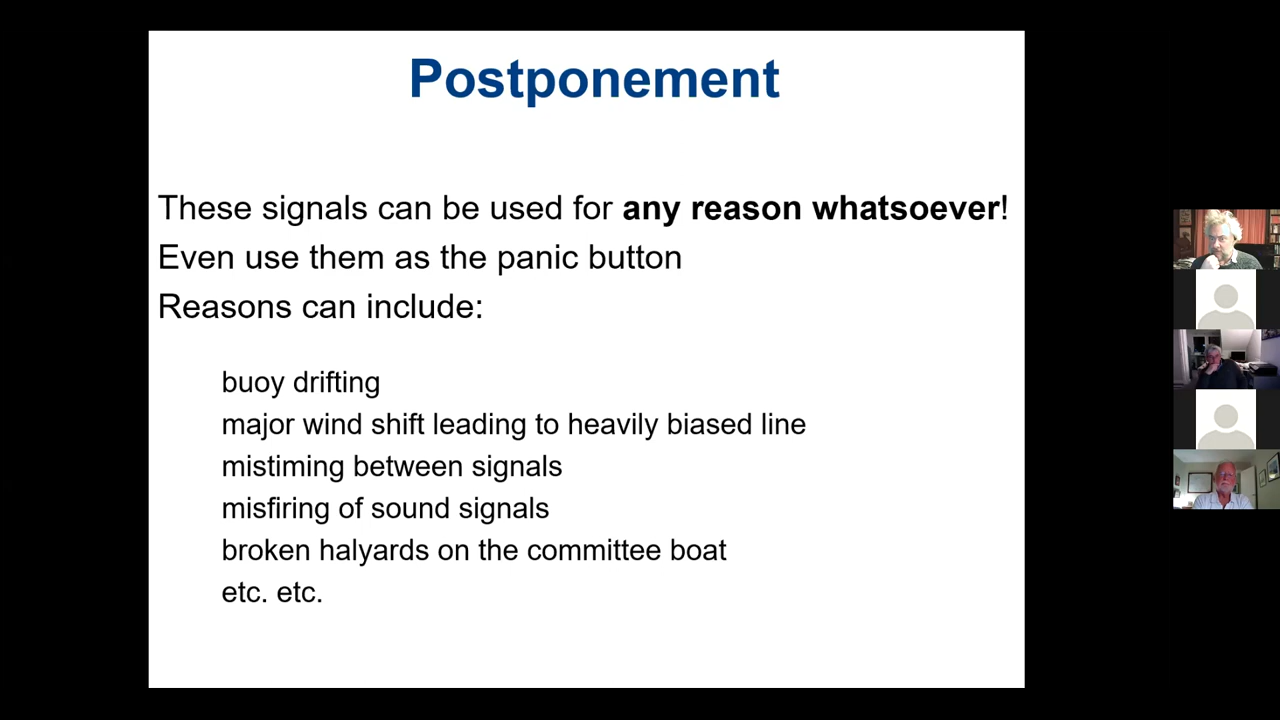 Postponement
These signals can be used for any reason whatsoever!
Even use them as the panic button
Reasons can include:
buoy drifting
major wind shift leading to heavily biased line
mistiming between signals
misfiring of sound signals
broken halyards on the committee boat
etc. etc.